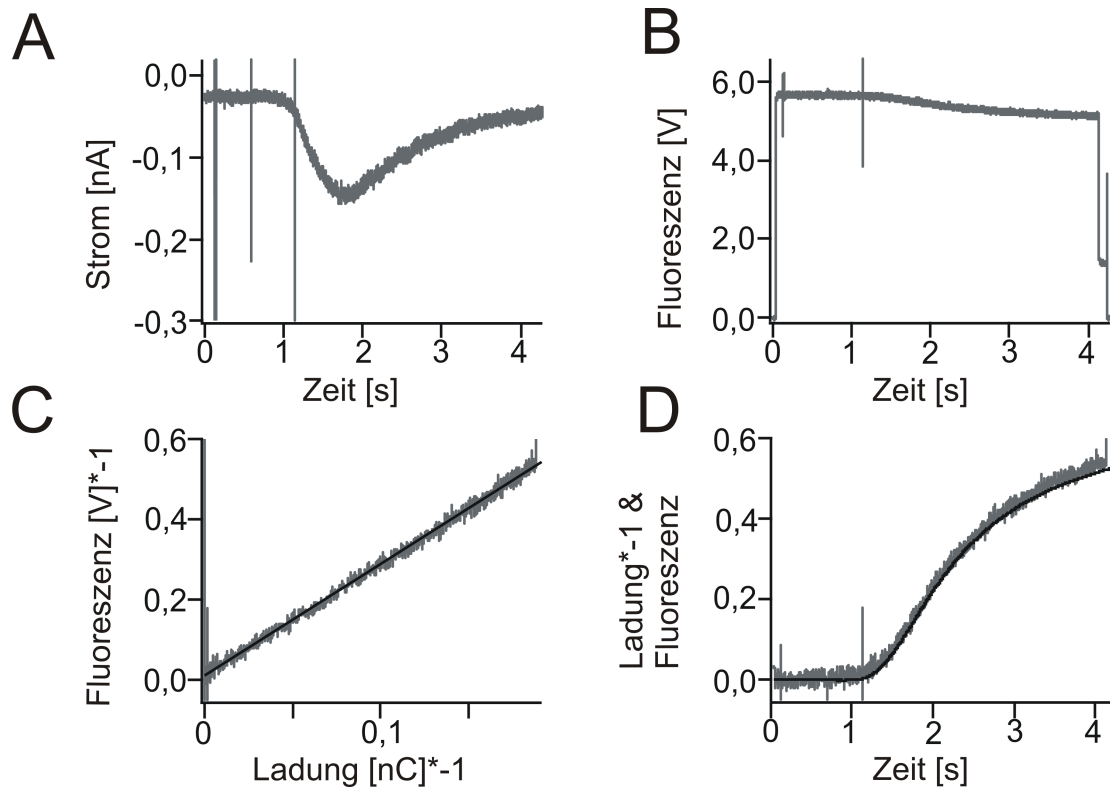 A
0,0
-0,1
-0,2
-0,3
Strom [nA]
0 1 2 3 4
Zeit [s]
B
6,0
4,0
2,0
0,0
Fluoreszenz [V]
0 1 2 3 4
Zeit [s]
C
0,6
0,4
0,2
0,0
Fluoreszenz [V]*-1
0 0,1
Ladung [nC]*-1
D
0,6
0,4
0,2
0,0
Ladung*-1 &
Fluoreszenz
0 1 2 3 4
Zeit [s]